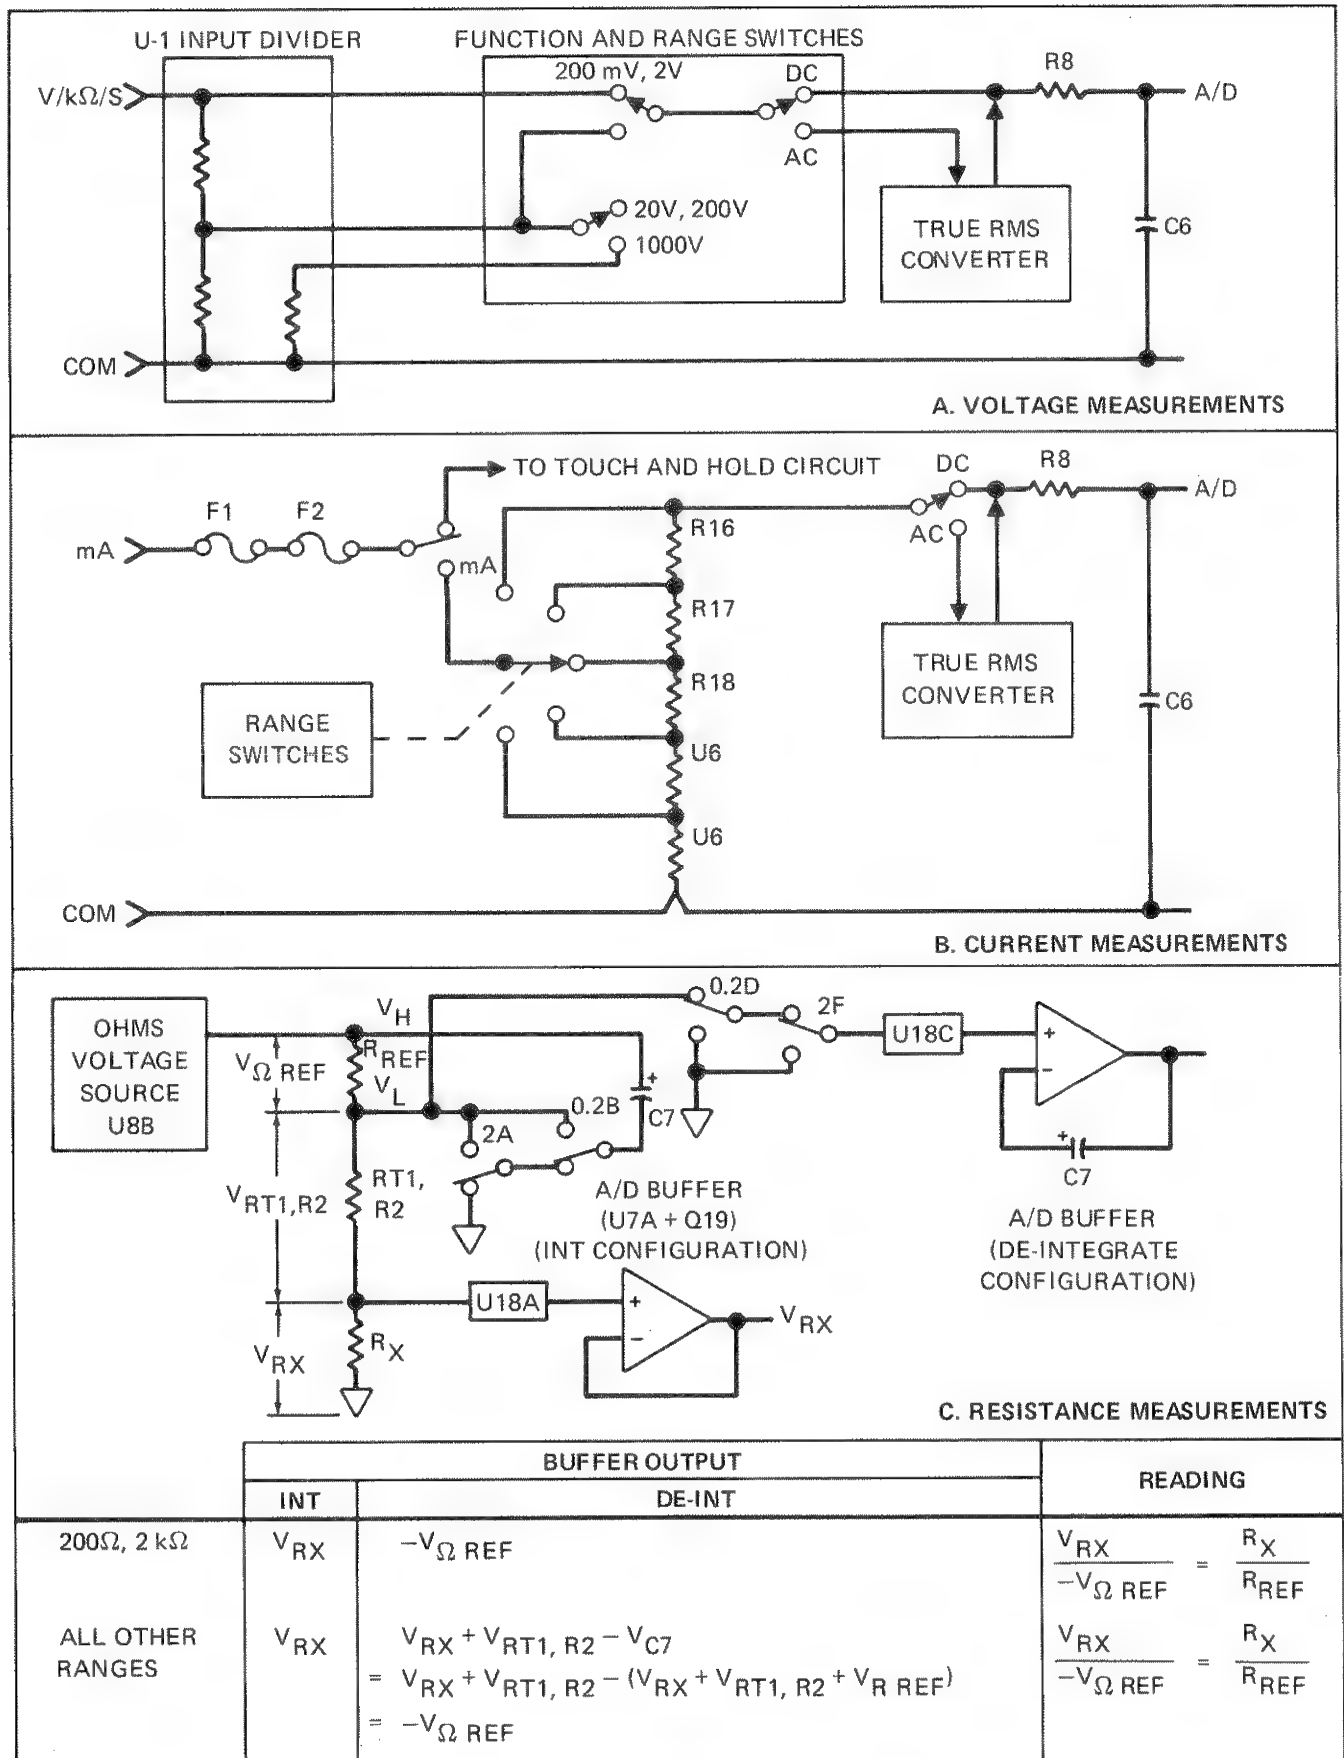 U-1 INPUT DIVIDER
FUNCTION AND RANGE SWITCHES
200 mV, 2V
DC
R8
V/kΩ/S
A/D
AC
20V, 200V
1000V
TRUE RMS
CONVERTER
C6
COM
A. VOLTAGE MEASUREMENTS
TO TOUCH AND HOLD CIRCUIT
DC
R8
A/D
F1
F2
R16
mA
mA
AC
R17
R18
TRUE RMS
CONVERTER
C6
RANGE
SWITCHES
U6
U6
COM
B. CURRENT MEASUREMENTS
OHMS
VOLTAGE
SOURCE
U8B
VH
0.2D
2F
U18C
+
−
VΩ REF
RREF
VL
+
C7
0.2B
2A
+
C7
VRT1,R2
RT1,
R2
A/D BUFFER
(U7A + Q19)
(INT CONFIGURATION)
A/D BUFFER
(DE-INTEGRATE
CONFIGURATION)
U18A
+
−
VRX
VRX
RX
C. RESISTANCE MEASUREMENTS
BUFFER OUTPUT
READING
INT
DE-INT
200Ω, 2 kΩ
VRX
−VΩ REF
VRX / −VΩ REF = RX / RREF
ALL OTHER
RANGES
VRX
VRX + VRT1, R2 − VC7
= VRX + VRT1, R2 − (VRX + VRT1, R2 + VR REF)
= −VΩ REF
VRX / −VΩ REF = RX / RREF